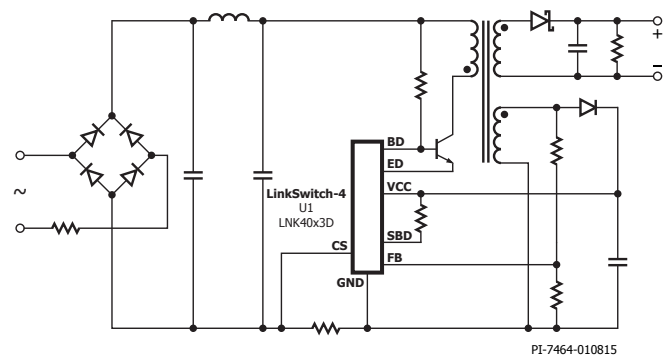 +
−
BD
ED
LinkSwitch-4
VCC
U1
LNK40x3D
~
SBD
CS
FB
GND
PI-7464-010815